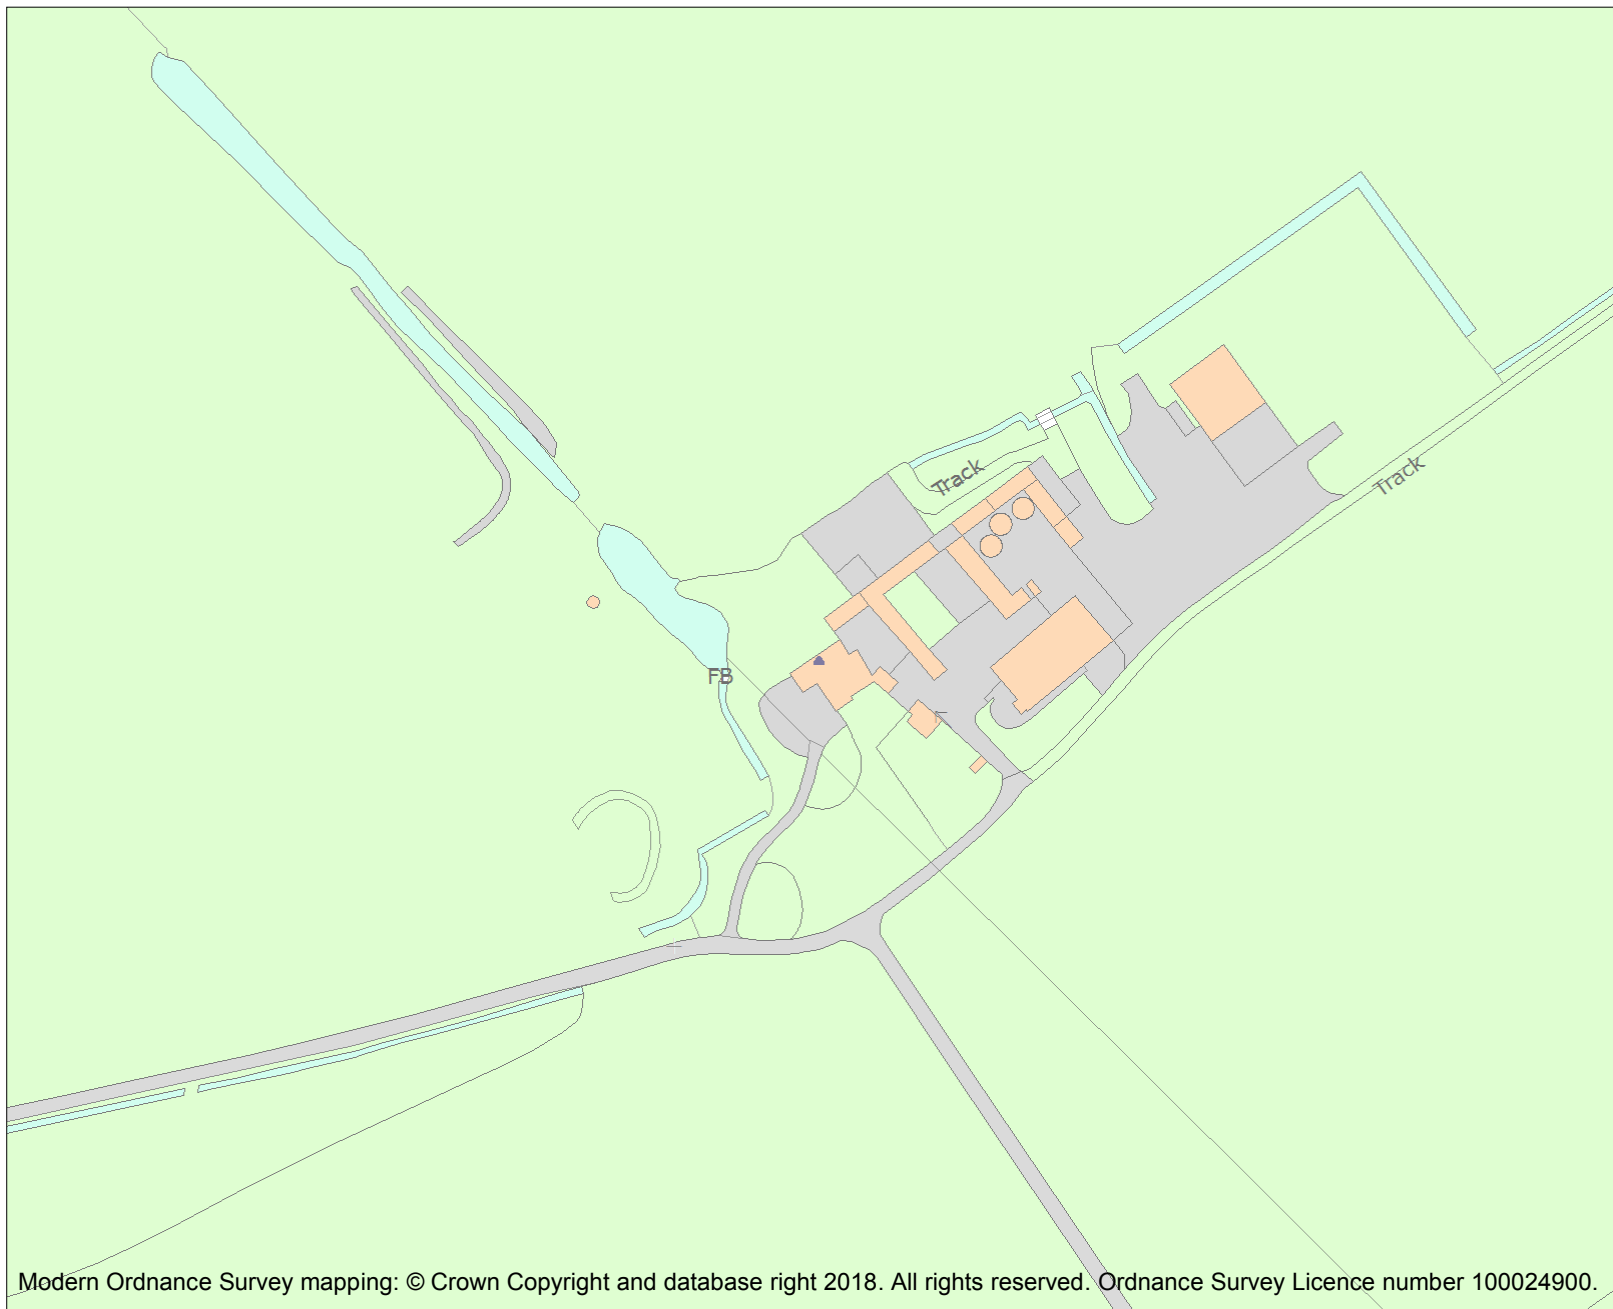 Track
Track
FB
Modern Ordnance Survey mapping: © Crown Copyright and database right 2018. All rights reserved. Ordnance Survey Licence number 100024900.